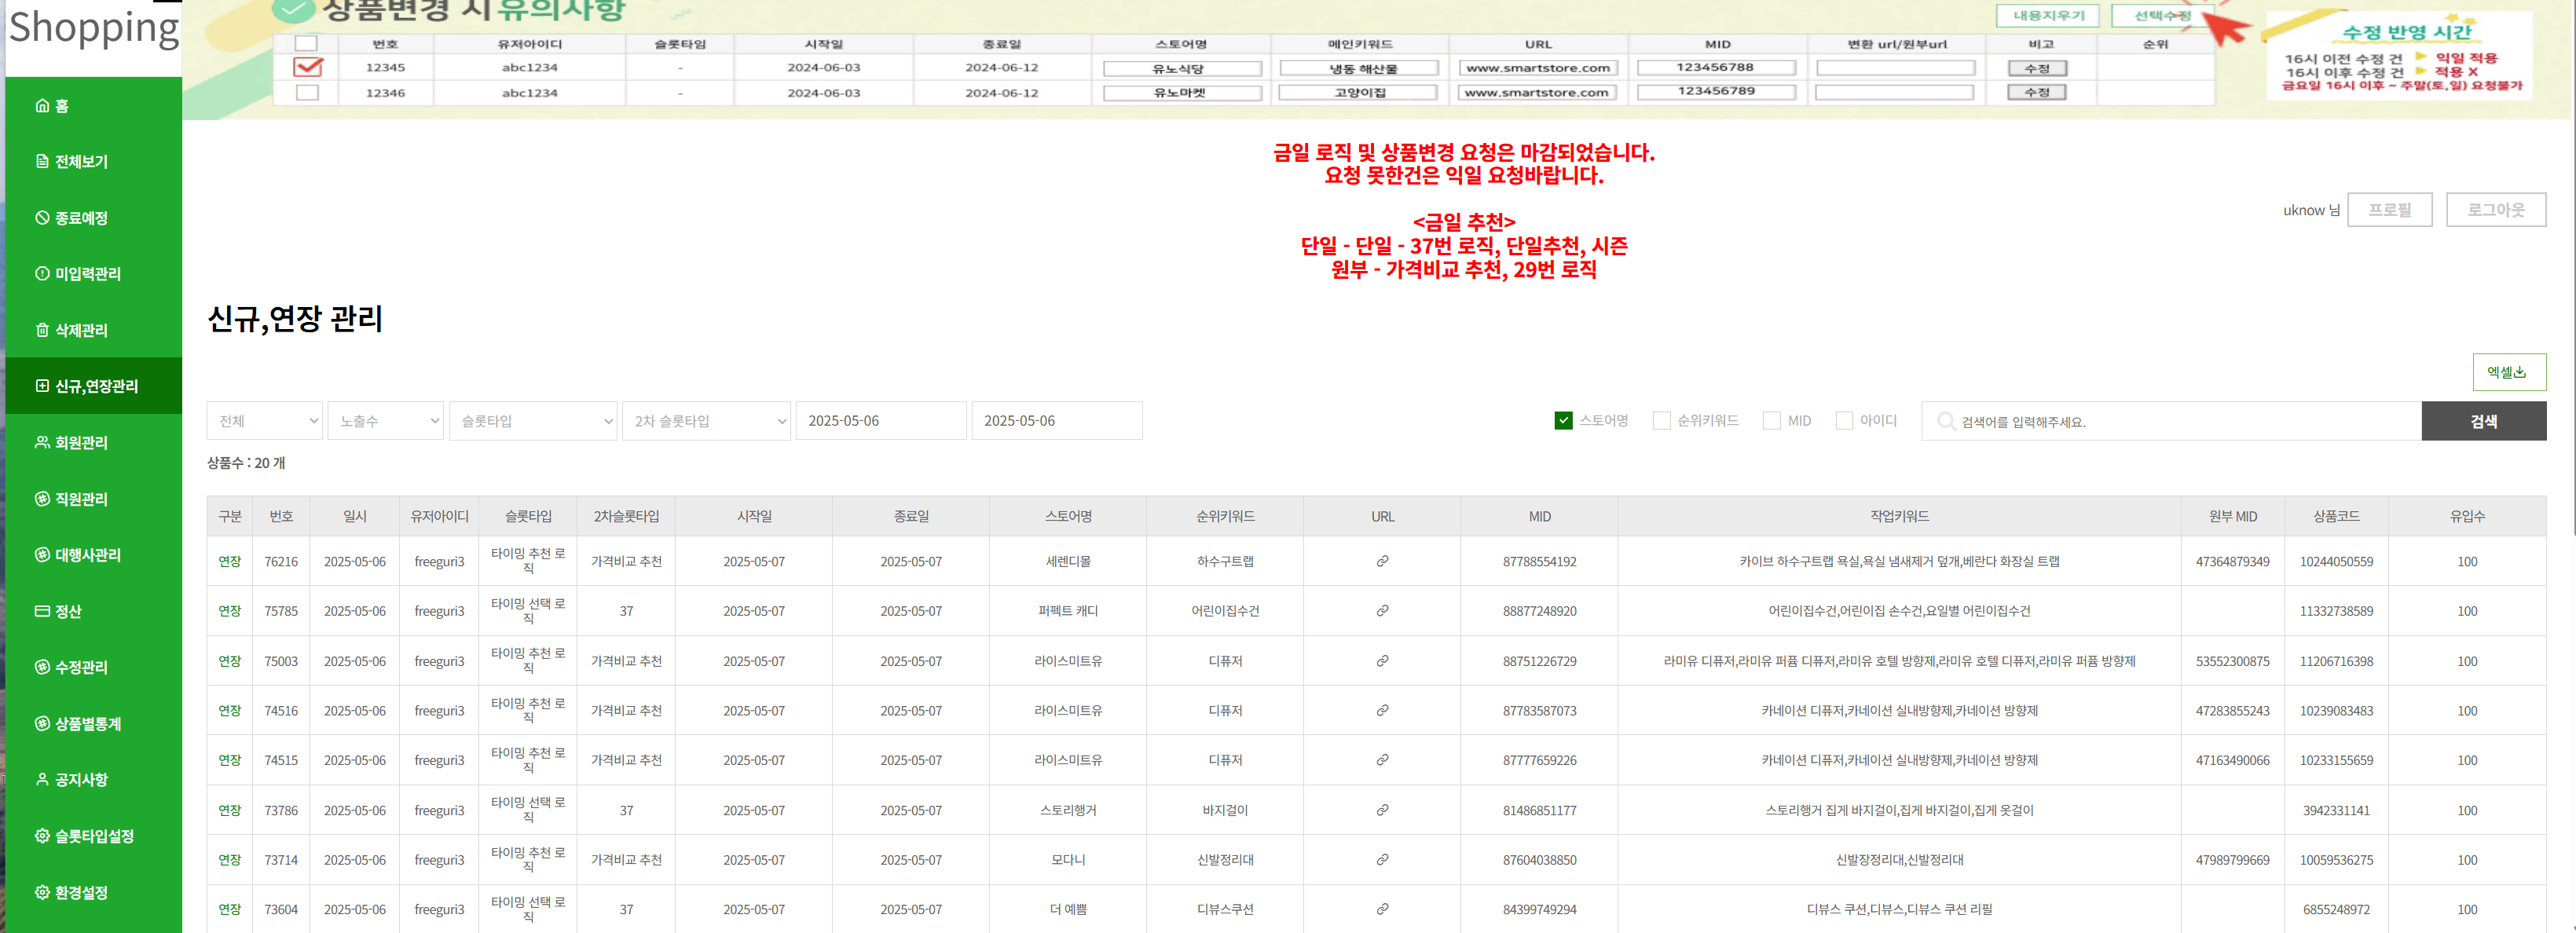 Shopping
상품변경 시 유의사항
내용지우기 선택수정
번호 유저아이디 슬롯타임 시작일 종료일 스토어명 메인키워드 URL MID 변환 url/원부url 비고 순위
12345 abc1234 - 2024-06-03 2024-06-12 유노식당 냉동 해산물 www.smartstore.com 123456788 수정
12346 abc1234 - 2024-06-03 2024-06-12 유노마켓 고양이집 www.smartstore.com 123456789 수정
수정 반영 시간
16시 이전 수정 건 ▶ 익일 적용
16시 이후 수정 건 ▶ 적용 X
금요일 16시 이후 ~ 주말(토,일) 요청불가
홈
전체보기
종료예정
미입력관리
삭제관리
신규,연장관리
회원관리
직원관리
대행사관리
정산
수정관리
상품별통계
공지사항
슬롯타입설정
환경설정
금일 로직 및 상품변경 요청은 마감되었습니다.
요청 못한건은 익일 요청바랍니다.
<금일 추천>
단일 - 단일 - 37번 로직, 단일추천, 시즌
원부 - 가격비교 추천, 29번 로직
uknow 님 프로필 로그아웃
신규,연장 관리
엑셀
전체 노출수 슬롯타입 2차 슬롯타입 2025-05-06 2025-05-06 스토어명 순위키워드 MID 아이디 검색어를 입력해주세요. 검색
상품수 : 20 개
구분 번호 일시 유저아이디 슬롯타입 2차슬롯타입 시작일 종료일 스토어명 순위키워드 URL MID 작업키워드 원부 MID 상품코드 유입수
연장 76216 2025-05-06 freeguri3 타이밍 추천 로직 가격비교 추천 2025-05-07 2025-05-07 세렌디몰 하수구트랩 87788554192 카이브 하수구트랩 욕실,욕실 냄새제거 덮개,베란다 화장실 트랩 47364879349 10244050559 100
연장 75785 2025-05-06 freeguri3 타이밍 선택 로직 37 2025-05-07 2025-05-07 퍼펙트 캐디 어린이집수건 88877248920 어린이집수건,어린이집 손수건,요일별 어린이집수건 11332738589 100
연장 75003 2025-05-06 freeguri3 타이밍 추천 로직 가격비교 추천 2025-05-07 2025-05-07 라이스미트유 디퓨저 88751226729 라미유 디퓨저,라미유 퍼퓸 디퓨저,라미유 호텔 방향제,라미유 호텔 디퓨저,라미유 퍼퓸 방향제 53552300875 11206716398 100
연장 74516 2025-05-06 freeguri3 타이밍 추천 로직 가격비교 추천 2025-05-07 2025-05-07 라이스미트유 디퓨저 87783587073 카네이션 디퓨저,카네이션 실내방향제,카네이션 방향제 47283855243 10239083483 100
연장 74515 2025-05-06 freeguri3 타이밍 추천 로직 가격비교 추천 2025-05-07 2025-05-07 라이스미트유 디퓨저 87777659226 카네이션 디퓨저,카네이션 실내방향제,카네이션 방향제 47163490066 10233155659 100
연장 73786 2025-05-06 freeguri3 타이밍 선택 로직 37 2025-05-07 2025-05-07 스토리행거 바지걸이 81486851177 스토리행거 집게 바지걸이,집게 바지걸이,집게 옷걸이 3942331141 100
연장 73714 2025-05-06 freeguri3 타이밍 추천 로직 가격비교 추천 2025-05-07 2025-05-07 모다니 신발정리대 87604038850 신발장정리대,신발정리대 47989799669 10059536275 100
연장 73604 2025-05-06 freeguri3 타이밍 선택 로직 37 2025-05-07 2025-05-07 더 예쁨 디뷰스쿠션 84399749294 디뷰스 쿠션,디뷰스,디뷰스 쿠션 리필 6855248972 100